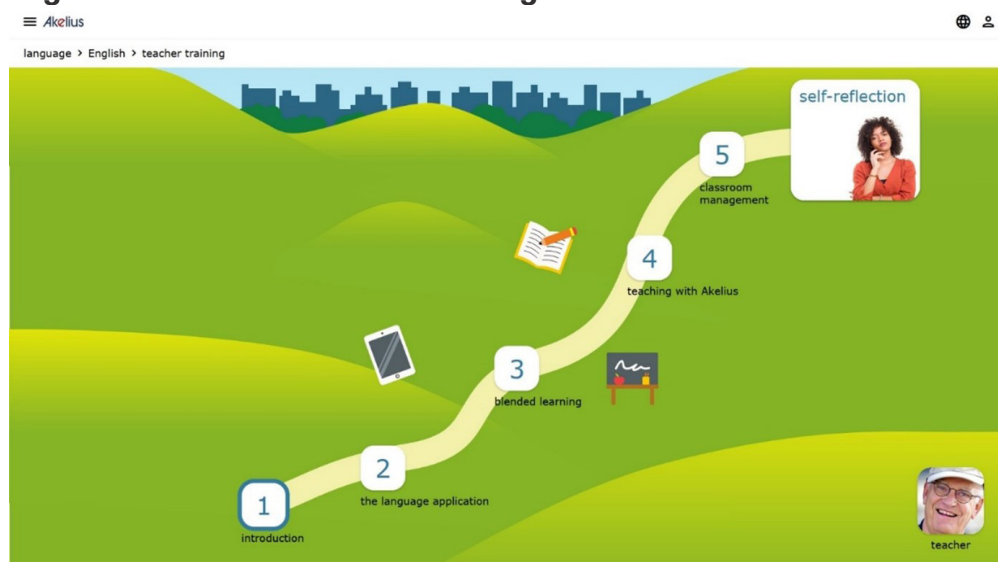 Akelius
language > English > teacher training
self-reflection
5
classroom
management
4
teaching with Akelius
3
blended learning
2
the language application
1
introduction
teacher